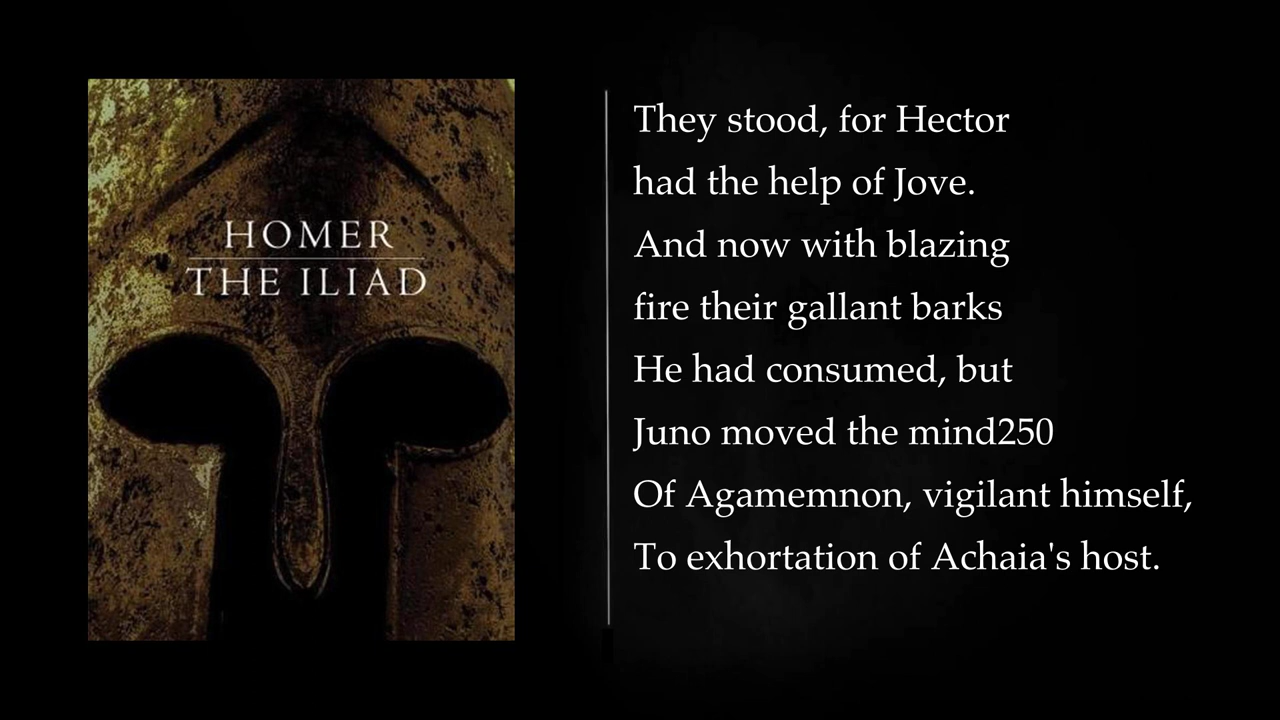 HOMER
THE ILIAD
They stood, for Hector
had the help of Jove.
And now with blazing
fire their gallant barks
He had consumed, but
Juno moved the mind250
Of Agamemnon, vigilant himself,
To exhortation of Achaia's host.